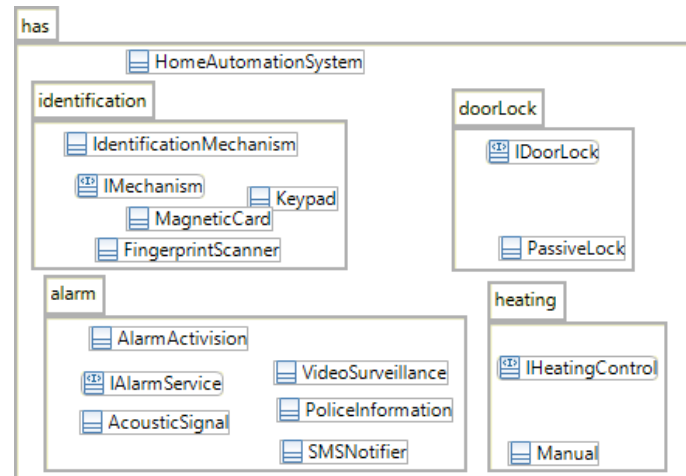 has
HomeAutomationSystem
identification
IdentificationMechanism
IMechanism
Keypad
MagneticCard
FingerprintScanner
doorLock
IDoorLock
PassiveLock
alarm
AlarmActivision
IAlarmService
AcousticSignal
VideoSurveillance
PoliceInformation
SMSNotifier
heating
IHeatingControl
Manual